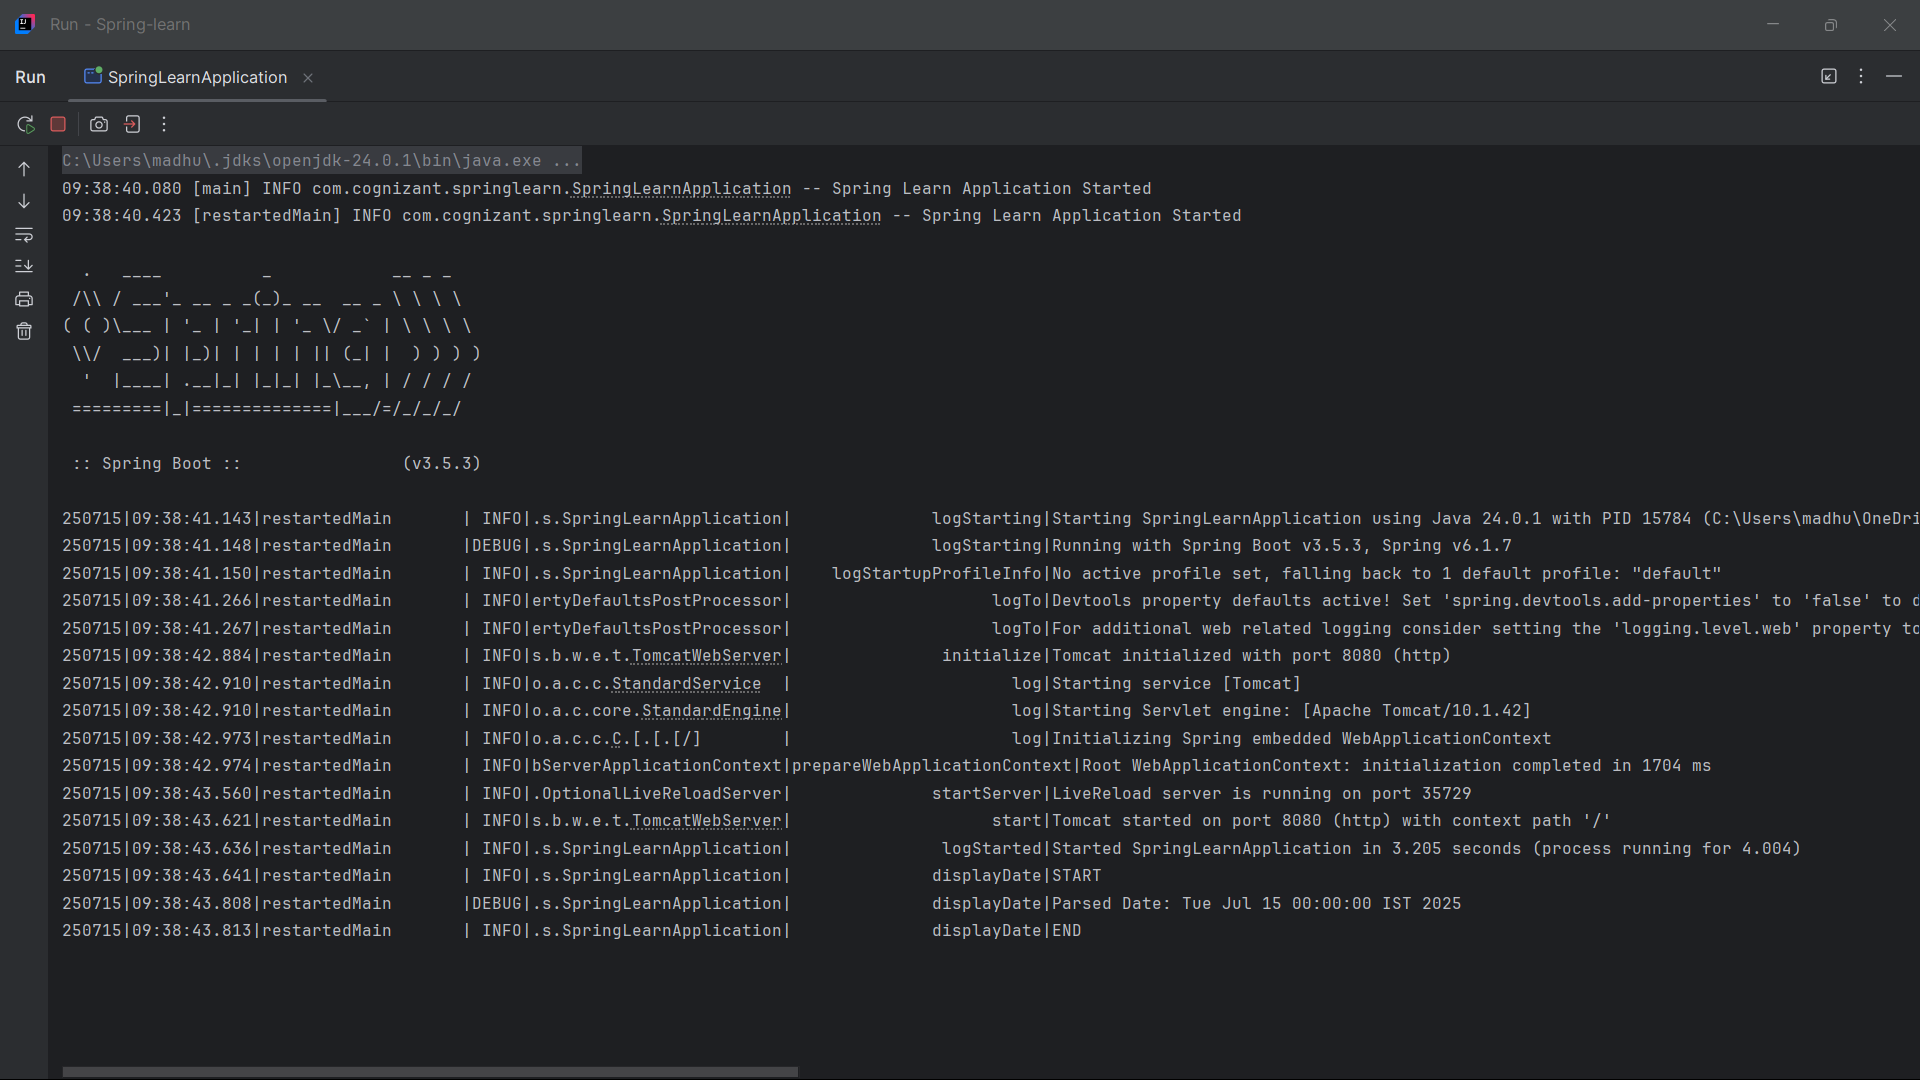 Run - Spring-learn
Run SpringLearnApplication
C:\Users\madhu\.jdks\openjdk-24.0.1\bin\java.exe ...
09:38:40.080 [main] INFO com.cognizant.springlearn.SpringLearnApplication -- Spring Learn Application Started
09:38:40.423 [restartedMain] INFO com.cognizant.springlearn.SpringLearnApplication -- Spring Learn Application Started
  .   ____          _            __ _ _
 /\\ / ___'_ __ _ _(_)_ __  __ _ \ \ \ \
( ( )\___ | '_ | '_| | '_ \/ _` | \ \ \ \
 \\/  ___)| |_)| | | | | || (_| |  ) ) ) )
  '  |____| .__|_| |_|_| |_\__, | / / / /
 =========|_|==============|___/=/_/_/_/
 :: Spring Boot ::                (v3.5.3)
250715|09:38:41.143|restartedMain       | INFO|.s.SpringLearnApplication|              logStarting|Starting SpringLearnApplication using Java 24.0.1 with PID 15784 (C:\Users\madhu\OneDri
250715|09:38:41.148|restartedMain       |DEBUG|.s.SpringLearnApplication|              logStarting|Running with Spring Boot v3.5.3, Spring v6.1.7
250715|09:38:41.150|restartedMain       | INFO|.s.SpringLearnApplication|    logStartupProfileInfo|No active profile set, falling back to 1 default profile: "default"
250715|09:38:41.266|restartedMain       | INFO|ertyDefaultsPostProcessor|                    logTo|Devtools property defaults active! Set 'spring.devtools.add-properties' to 'false' to d
250715|09:38:41.267|restartedMain       | INFO|ertyDefaultsPostProcessor|                    logTo|For additional web related logging consider setting the 'logging.level.web' property to
250715|09:38:42.884|restartedMain       | INFO|s.b.w.e.t.TomcatWebServer|               initialize|Tomcat initialized with port 8080 (http)
250715|09:38:42.910|restartedMain       | INFO|o.a.c.c.StandardService  |                      log|Starting service [Tomcat]
250715|09:38:42.910|restartedMain       | INFO|o.a.c.core.StandardEngine|                      log|Starting Servlet engine: [Apache Tomcat/10.1.42]
250715|09:38:42.973|restartedMain       | INFO|o.a.c.c.C.[.[.[/]        |                      log|Initializing Spring embedded WebApplicationContext
250715|09:38:42.974|restartedMain       | INFO|bServerApplicationContext|prepareWebApplicationContext|Root WebApplicationContext: initialization completed in 1704 ms
250715|09:38:43.560|restartedMain       | INFO|.OptionalLiveReloadServer|              startServer|LiveReload server is running on port 35729
250715|09:38:43.621|restartedMain       | INFO|s.b.w.e.t.TomcatWebServer|                    start|Tomcat started on port 8080 (http) with context path '/'
250715|09:38:43.636|restartedMain       | INFO|.s.SpringLearnApplication|               logStarted|Started SpringLearnApplication in 3.205 seconds (process running for 4.004)
250715|09:38:43.641|restartedMain       | INFO|.s.SpringLearnApplication|              displayDate|START
250715|09:38:43.808|restartedMain       |DEBUG|.s.SpringLearnApplication|              displayDate|Parsed Date: Tue Jul 15 00:00:00 IST 2025
250715|09:38:43.813|restartedMain       | INFO|.s.SpringLearnApplication|              displayDate|END